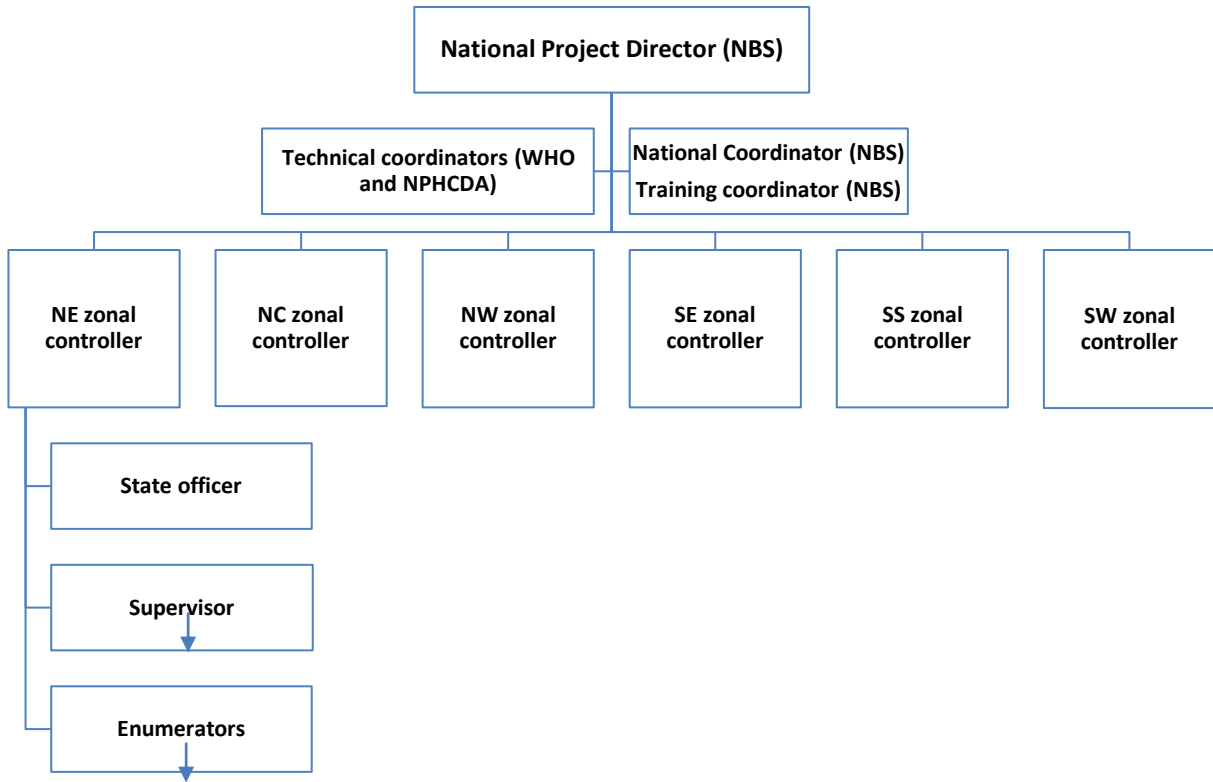 National Project Director (NBS)
Technical coordinators (WHO
and NPHCDA)
National Coordinator (NBS)
Training coordinator (NBS)
NE zonal
controller
NC zonal
controller
NW zonal
controller
SE zonal
controller
SS zonal
controller
SW zonal
controller
State officer
Supervisor
Enumerators